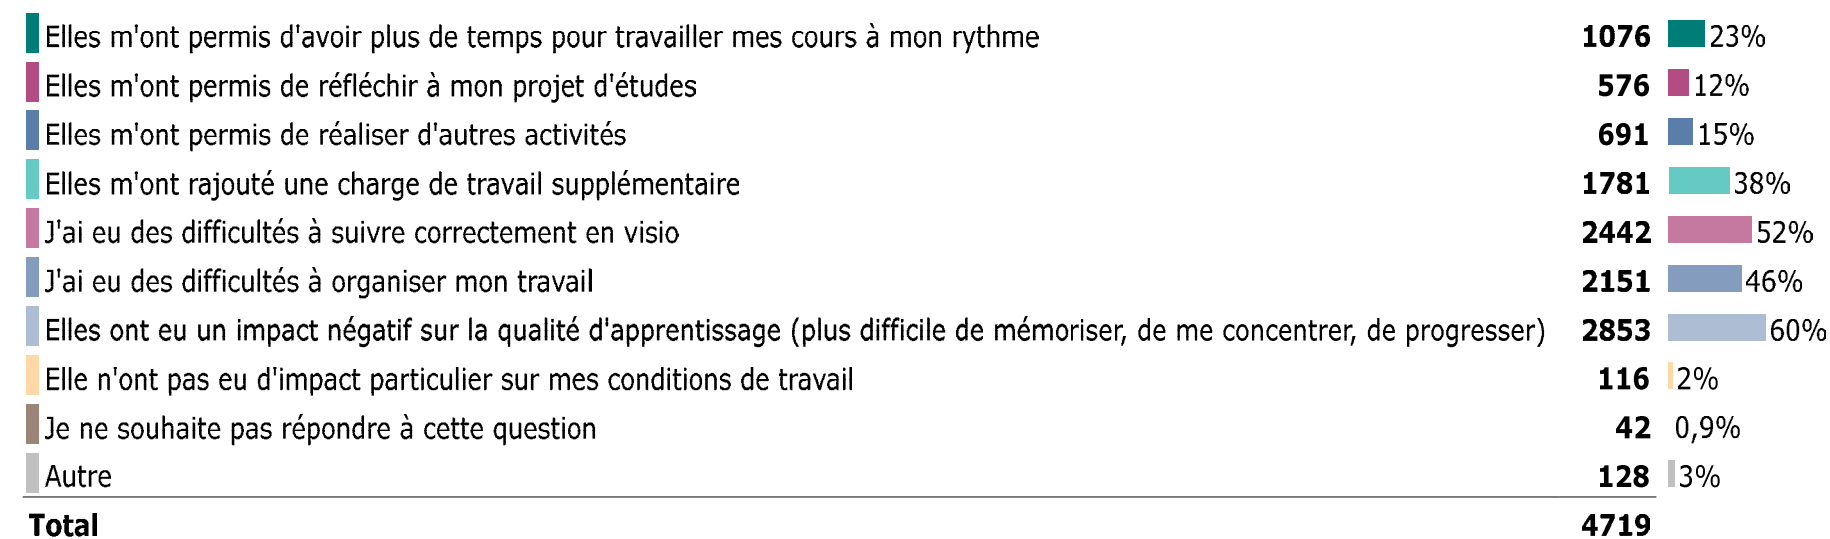 Elles m'ont permis d'avoir plus de temps pour travailler mes cours à mon rythme 1076 23%
Elles m'ont permis de réfléchir à mon projet d'études 576 12%
Elles m'ont permis de réaliser d'autres activités 691 15%
Elles m'ont rajouté une charge de travail supplémentaire 1781 38%
J'ai eu des difficultés à suivre correctement en visio 2442 52%
J'ai eu des difficultés à organiser mon travail 2151 46%
Elles ont eu un impact négatif sur la qualité d'apprentissage (plus difficile de mémoriser, de me concentrer, de progresser) 2853 60%
Elle n'ont pas eu d'impact particulier sur mes conditions de travail 116 2%
Je ne souhaite pas répondre à cette question 42 0,9%
Autre 128 3%
Total 4719